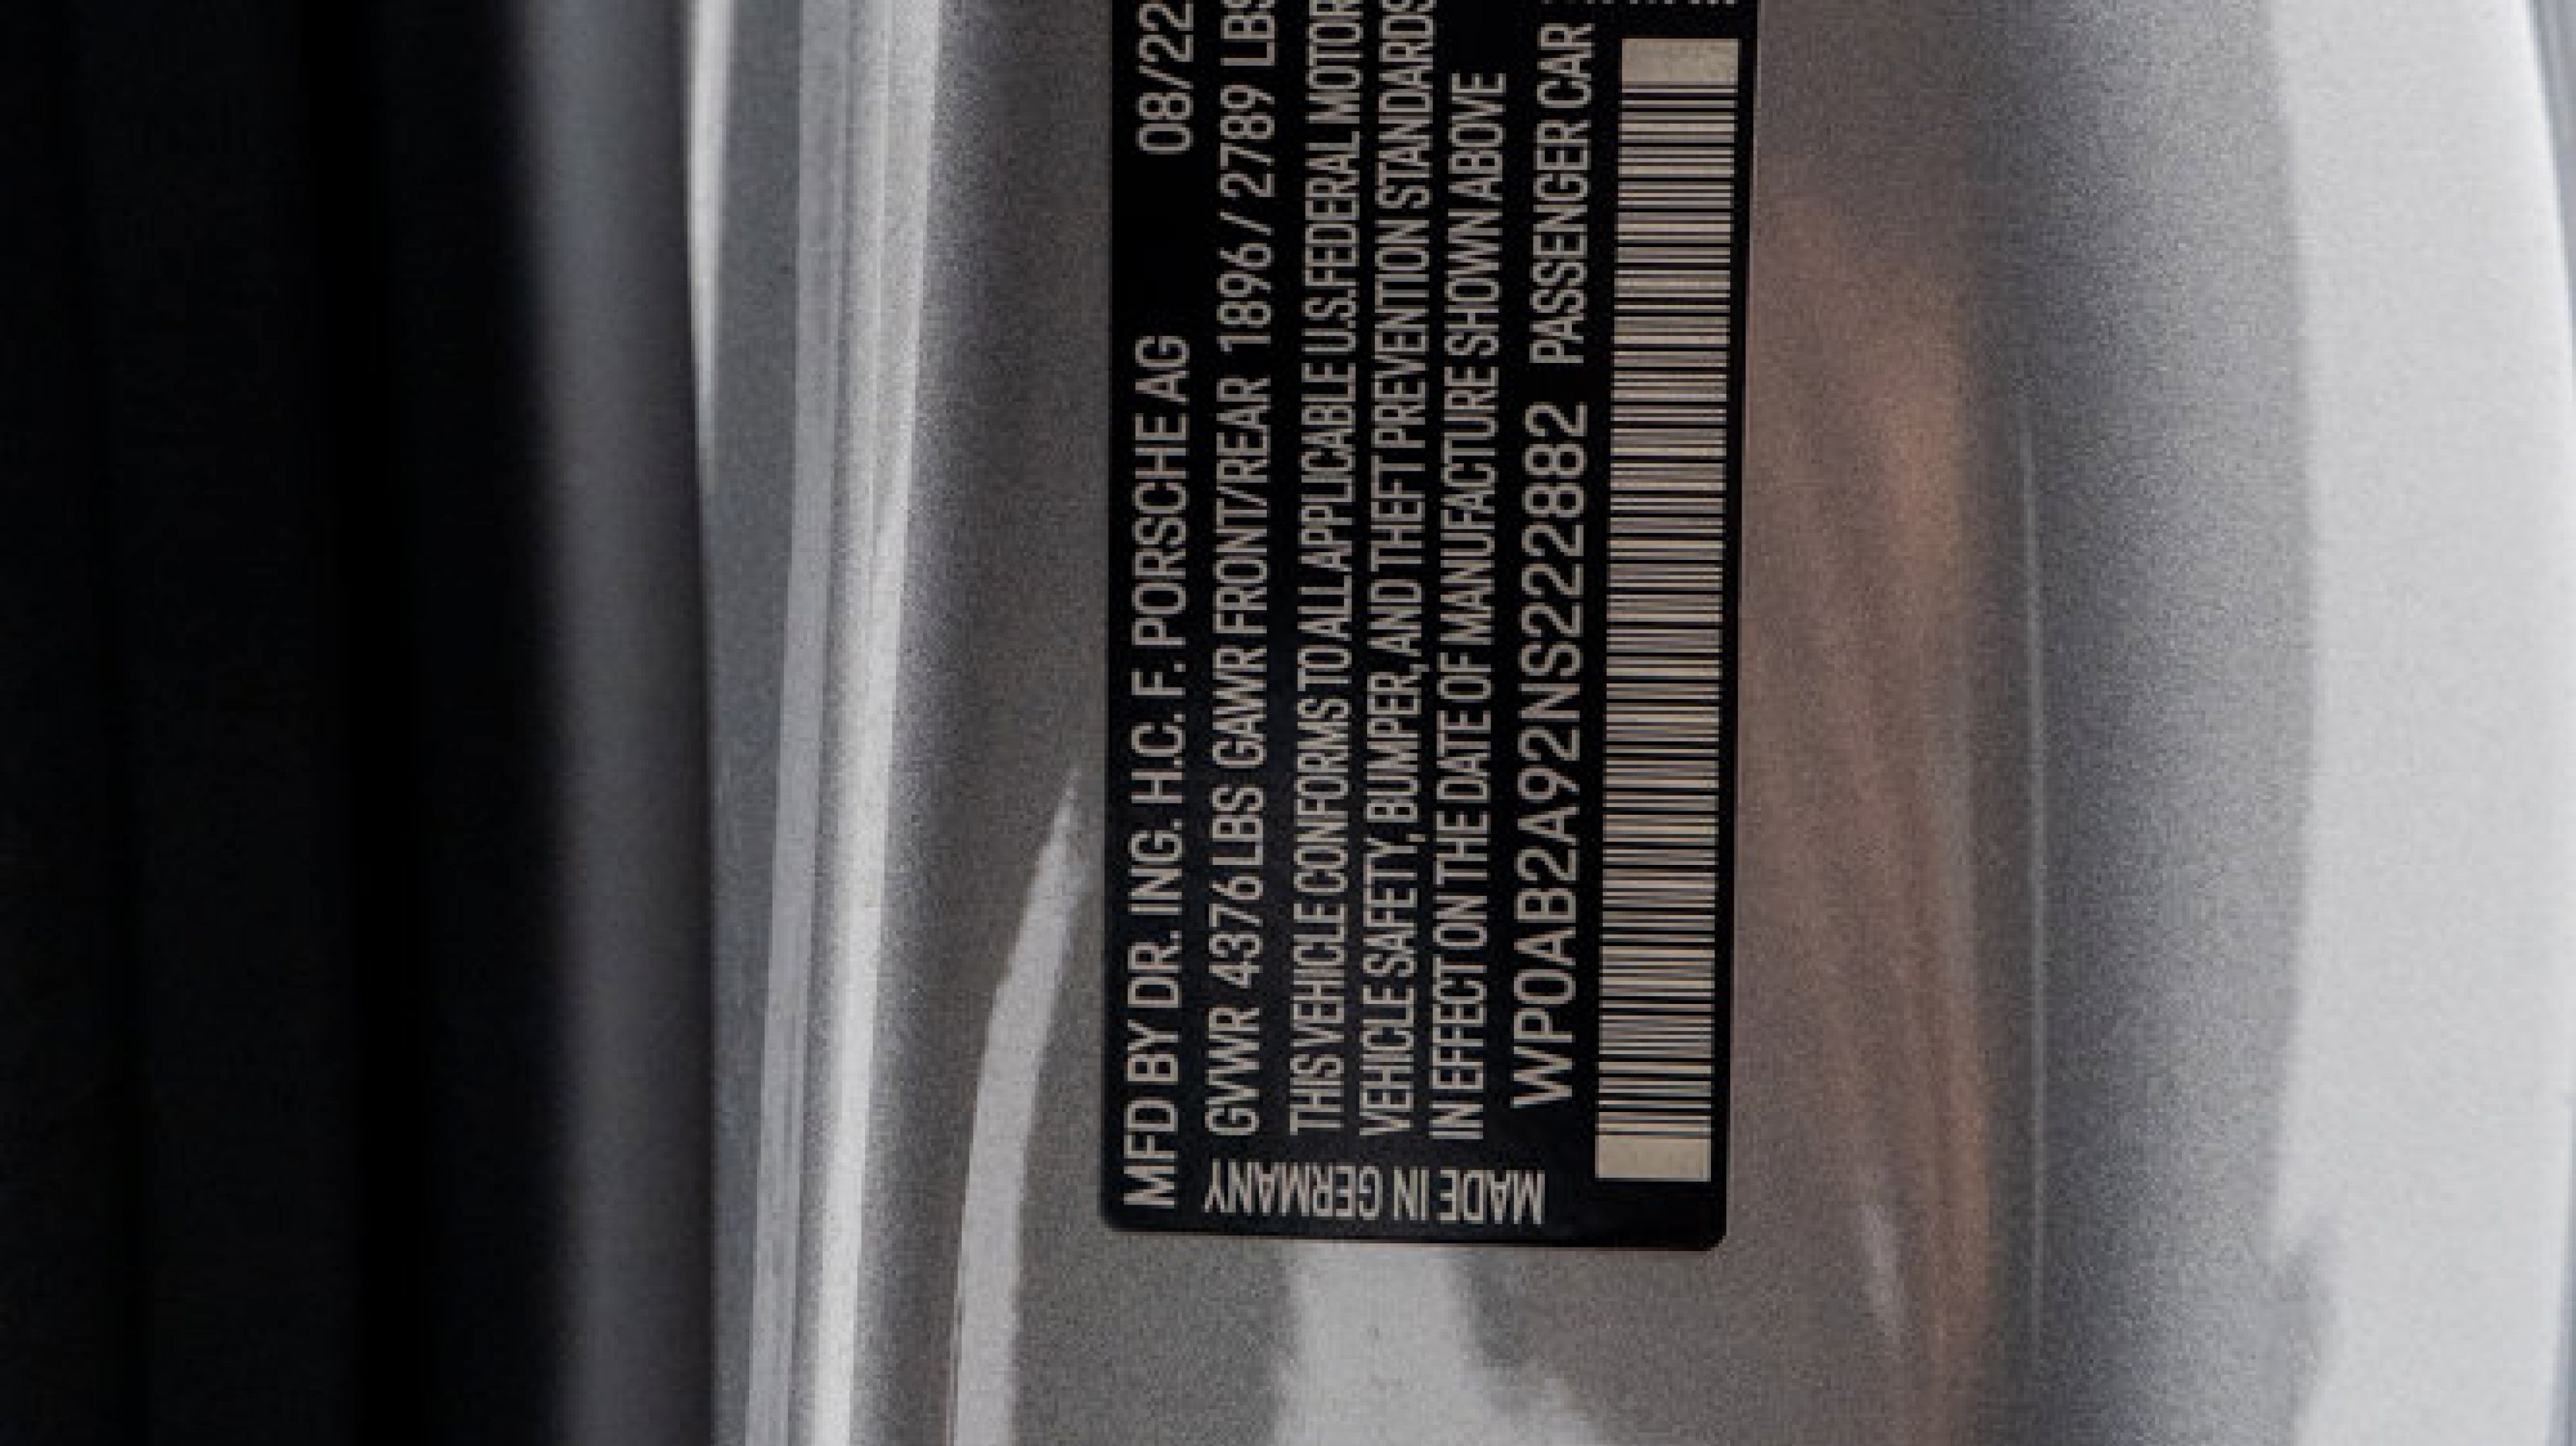 MFD BY DR. ING. H.C. F. PORSCHE AG 08/22
GVWR 4376 LBS GAWR FRONT/REAR 1896 / 2789 LBS
THIS VEHICLE CONFORMS TO ALL APPLICABLE U.S. FEDERAL MOTOR
VEHICLE SAFETY, BUMPER, AND THEFT PREVENTION STANDARDS
IN EFFECT ON THE DATE OF MANUFACTURE SHOWN ABOVE
WP0AB2A92NS222882 PASSENGER CAR
MADE IN GERMANY